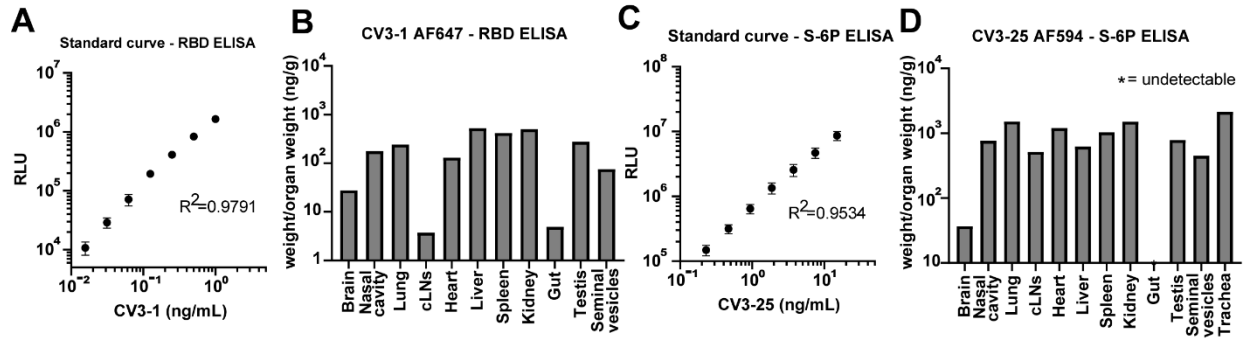 A
Standard curve - RBD ELISA
RLU
10^7
10^6
10^5
10^4
10^-2
10^-1
10^0
R^2=0.9791
CV3-1 (ng/mL)
B
CV3-1 AF647 - RBD ELISA
weight/organ weight (ng/g)
10^4
10^3
10^2
10
1
Brain
Nasal
cavity
Lung
cLNs
Heart
Liver
Spleen
Kidney
Gut
Testis
Seminal
vesicles
C
Standard curve - S-6P ELISA
RLU
10^8
10^7
10^6
10^5
10^-1
10^0
10^1
R^2=0.9534
CV3-25 (ng/mL)
D
CV3-25 AF594 - S-6P ELISA
* = undetectable
weight/organ weight (ng/g)
10^4
10^3
10^2
10
*
Brain
Nasal
cavity
Lung
cLNs
Heart
Liver
Spleen
Kidney
Gut
Testis
Seminal
vesicles
Trachea